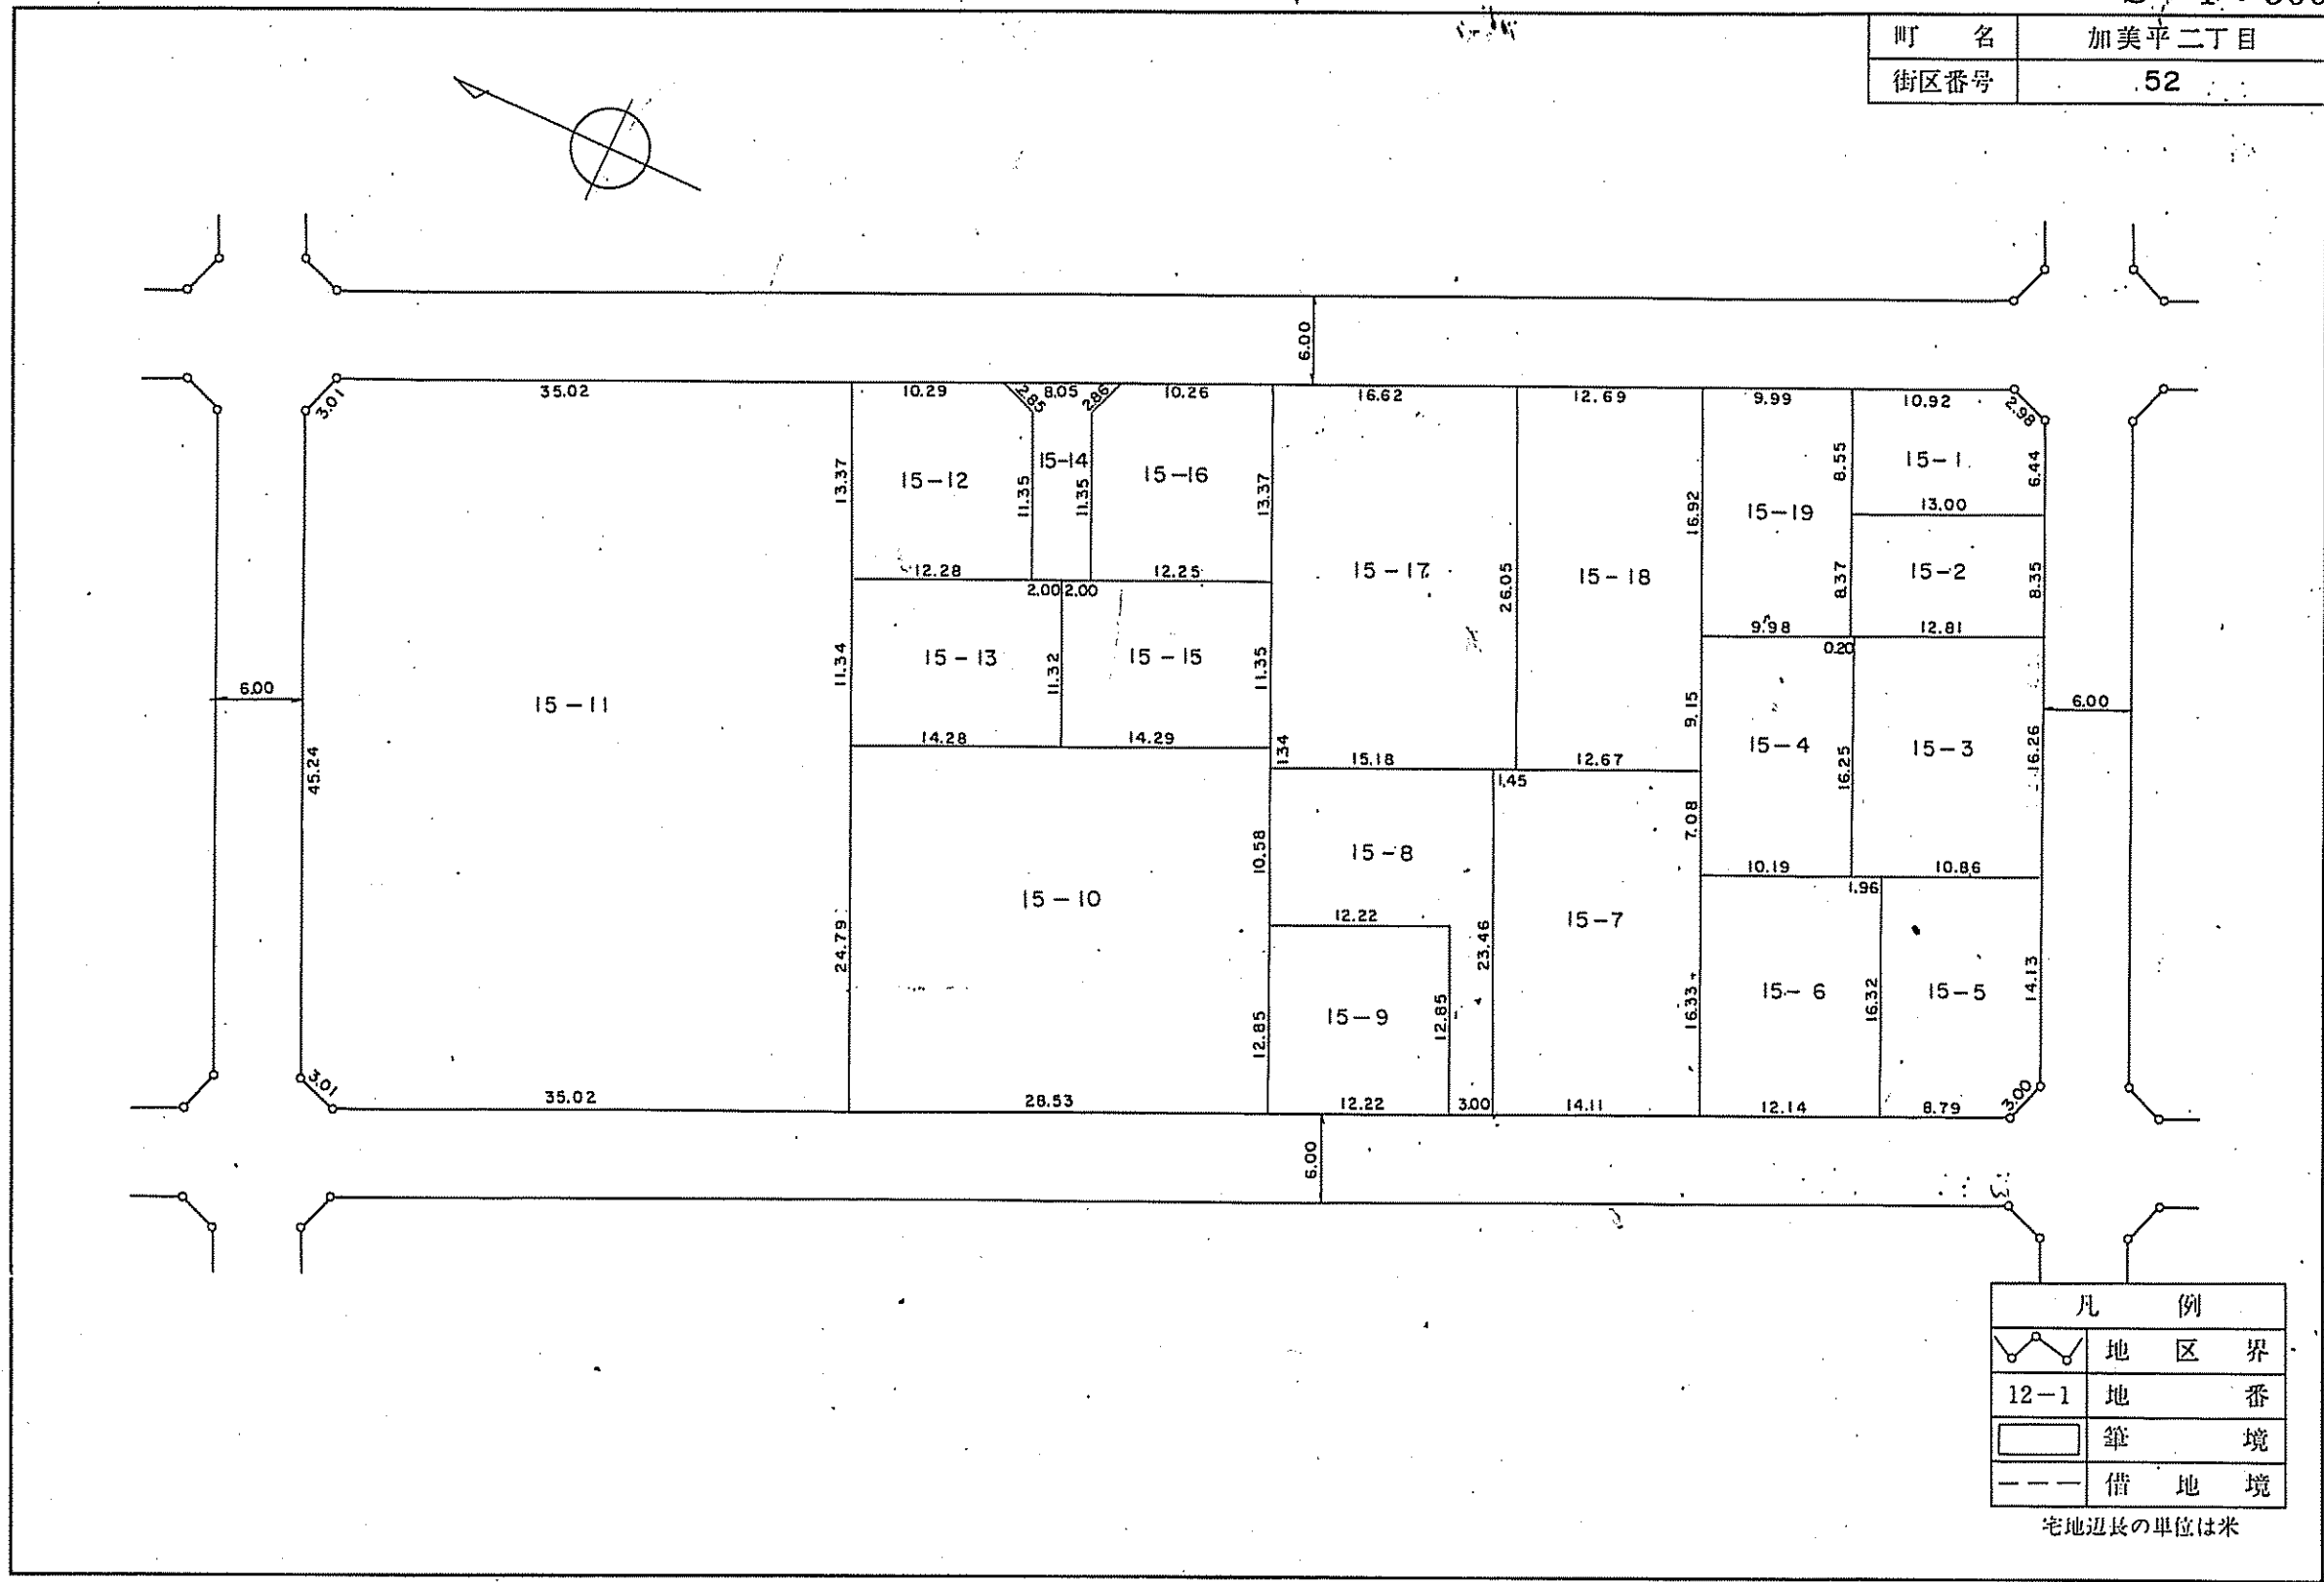 町 名 加美平二丁目
街区番号 52
6.00
35.02 10.29 8.05 10.26 16.62 12.69 9.99 10.92
3.01 2.85 2.86 2.98
15-12 15-14 15-16 15-1
13.37 11.35 11.35 13.37 16.92 8.55 6.44
15-19 13.00
12.28 12.25 15-17 15-18 15-2
2.00 2.00 26.05 8.37 8.35
9.98 12.81
0.20
15-13 15-15
11.34 11.32 11.35
6.00 15-11 9.15 6.00
14.28 14.29 1.34 15-4 15-3
45.24 15.18 12.67 16.25 16.26
1.45
7.08
15-8 10.58
10.19 10.86
1.96
15-10 12.22 15-7
24.79 23.46
15-9 12.85 12.85 16.33 15-6 16.32 15-5 14.13
3.01 3.00
35.02 28.53 12.22 3.00 14.11 12.14 8.79
6.00
凡 例
地 区 界
12-1 地 番
筆 境
借 地 境
宅地辺長の単位は米